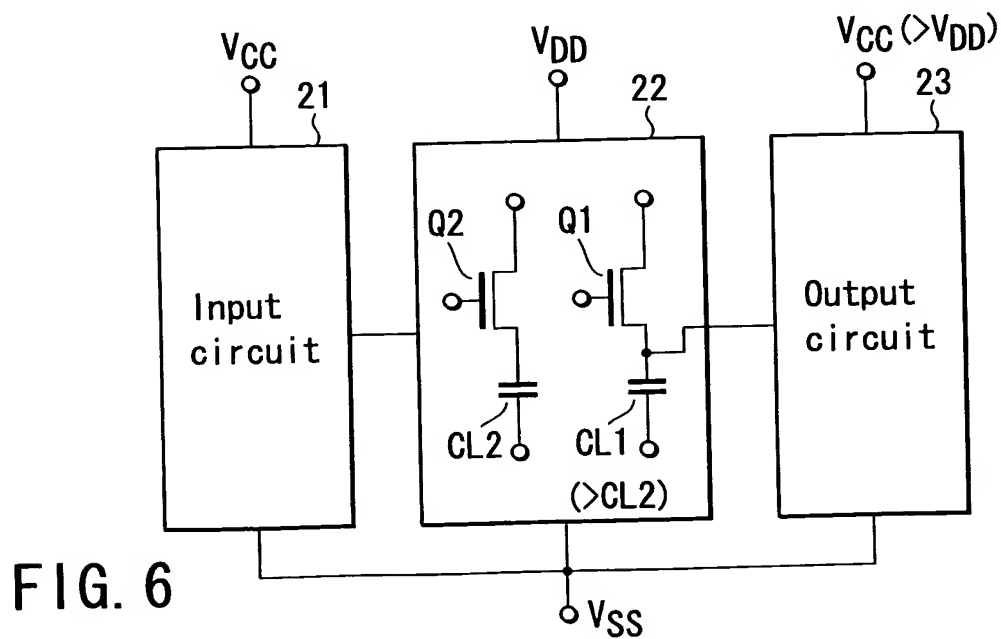 VCC
VDD
VCC (>VDD)
21
22
23
Q2
Q1
Input
circuit
Output
circuit
CL2
CL1
(>CL2)
FIG. 6
VSS